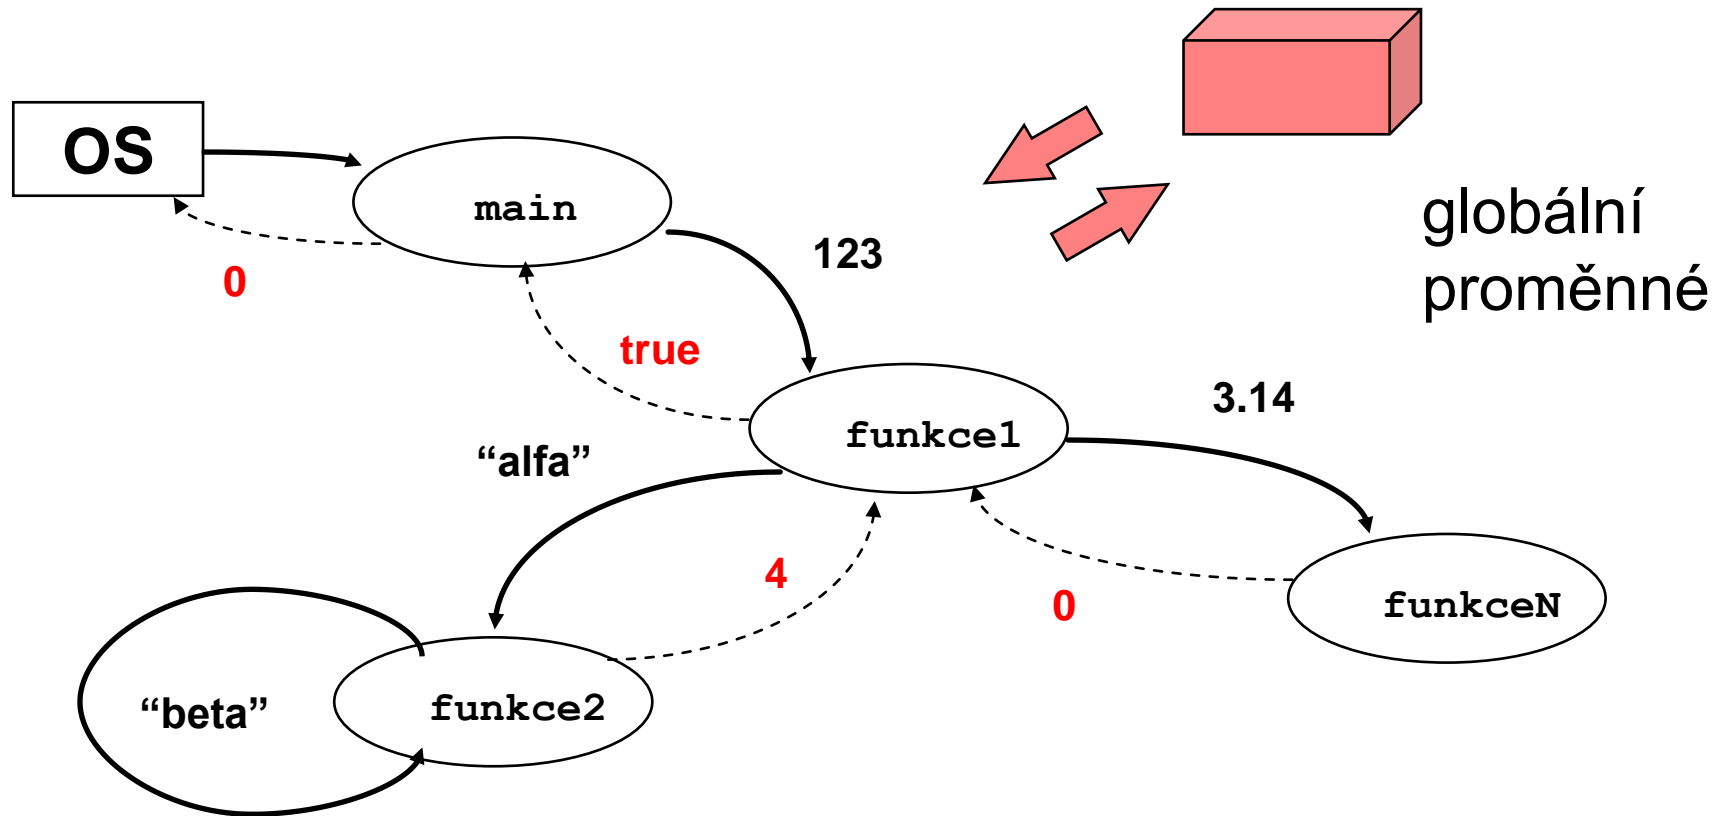 OS
main
globální
proměnné
123
0
true
3.14
funkce1
“alfa”
4
0
funkceN
“beta”
funkce2